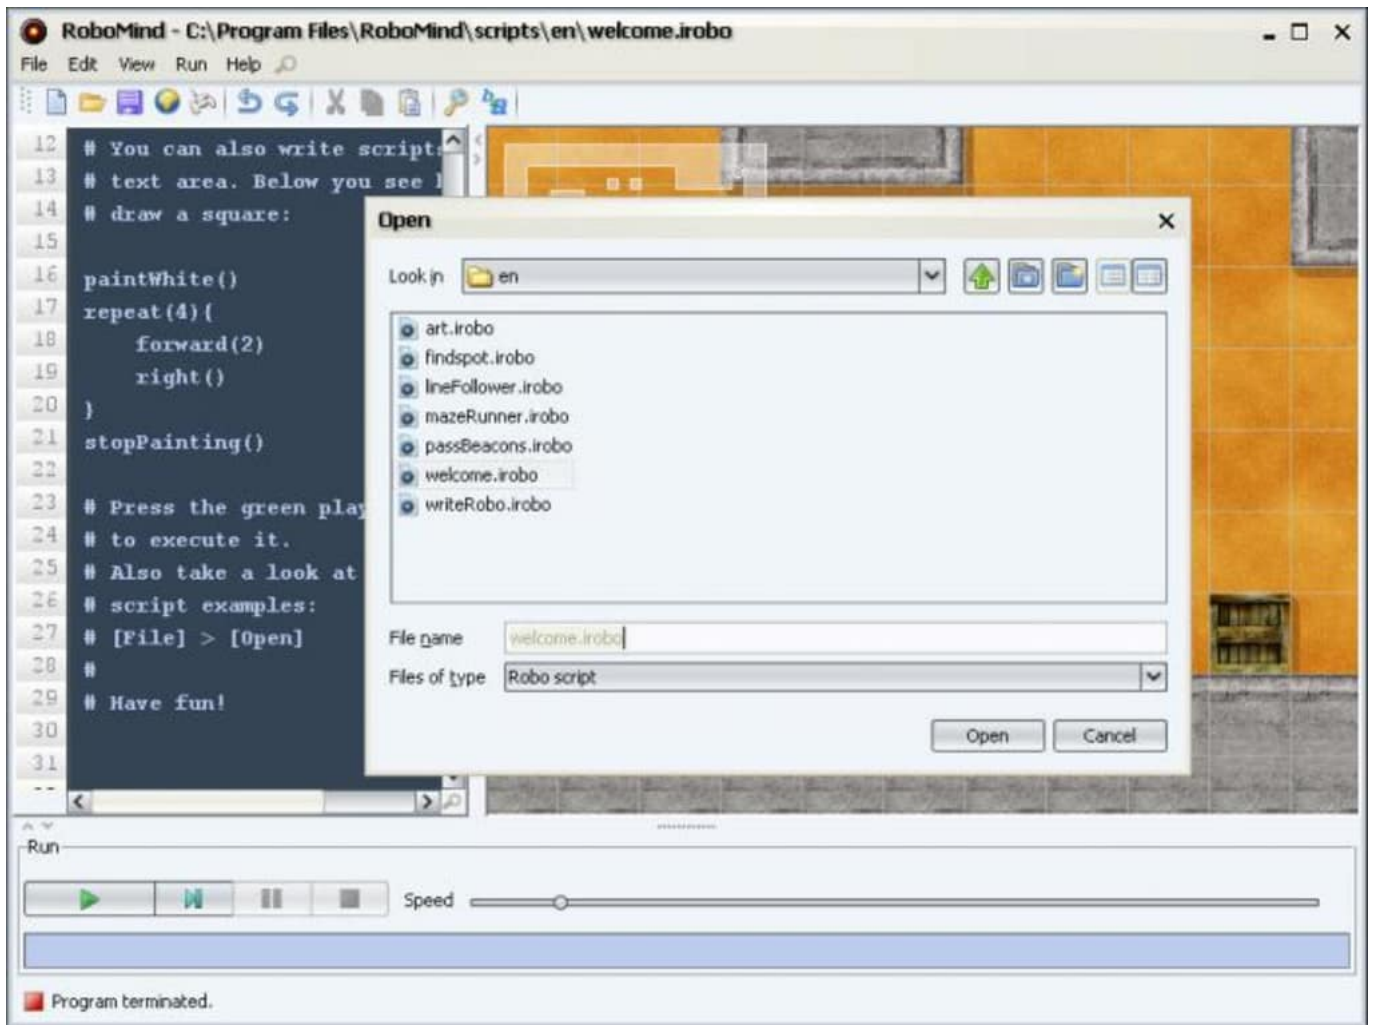 RoboMind - C:\Program Files\RoboMind\scripts\en\welcome.irobo
File Edit View Run Help
12 # You can also write scripts
13 # text area. Below you see
14 # draw a square:
15
16 paintWhite()
17 repeat(4){
18 forward(2)
19 right()
20 }
21 stopPainting()
22
23 # Press the green play
24 # to execute it.
25 # Also take a look at
26 # script examples:
27 # [File] > [Open]
28 #
29 # Have fun!
30
31
Open
Look in en
art.irobo
findspot.irobo
lineFollower.irobo
mazeRunner.irobo
passBeacons.irobo
welcome.irobo
writeRobo.irobo
File name welcome.irobo
Files of type Robo script
Open Cancel
Run
Speed
Program terminated.